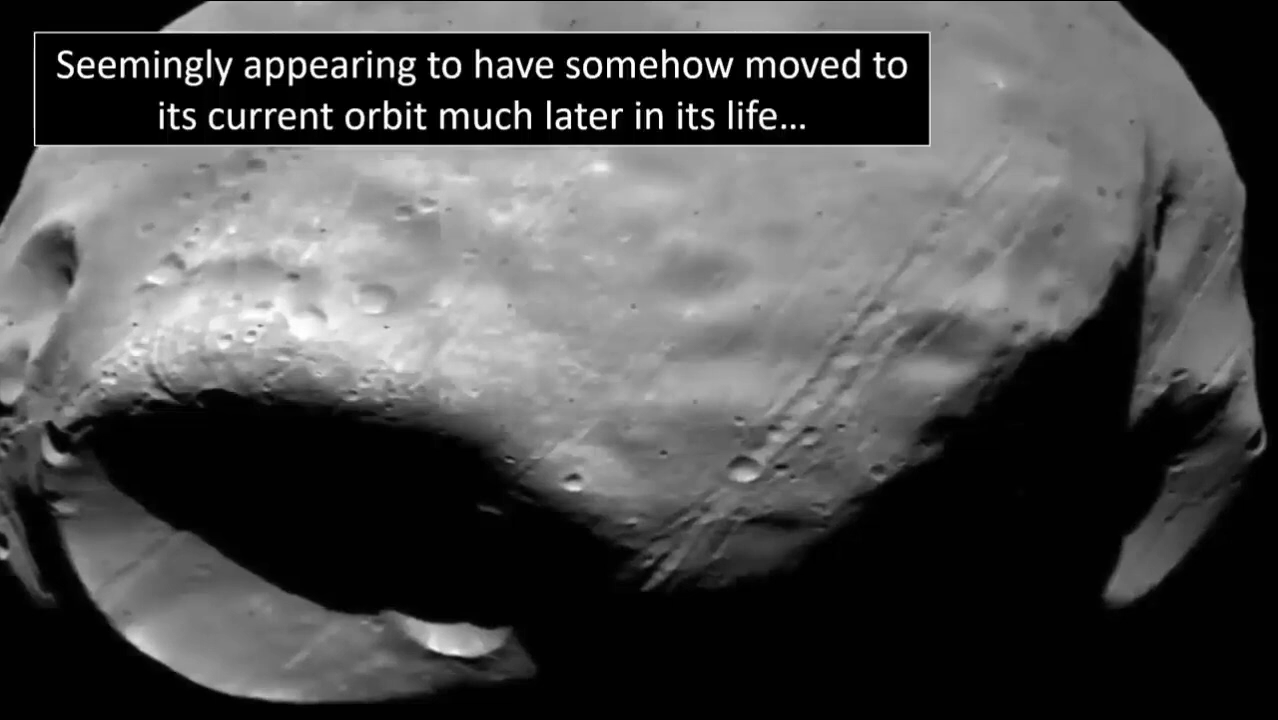 Seemingly appearing to have somehow moved to
its current orbit much later in its life...